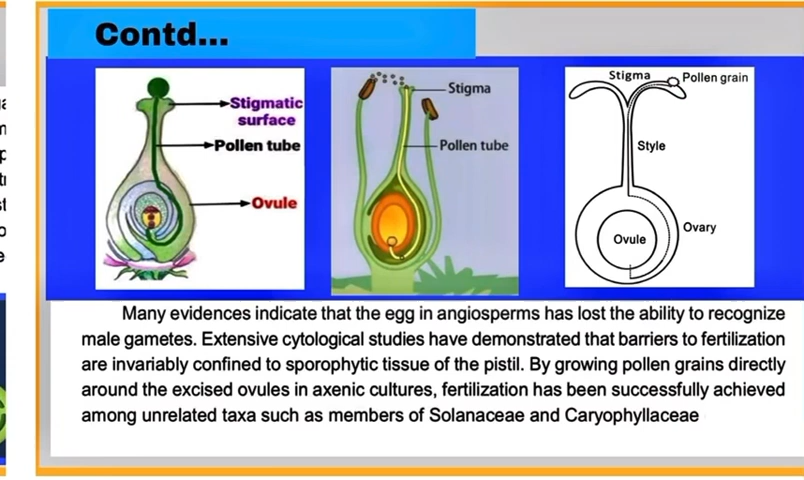 Contd...
Stigmatic
surface
Pollen tube
Ovule
Stigma
Pollen tube
Stigma
Pollen grain
Style
Ovary
Ovule
Many evidences indicate that the egg in angiosperms has lost the ability to recognize
male gametes. Extensive cytological studies have demonstrated that barriers to fertilization
are invariably confined to sporophytic tissue of the pistil. By growing pollen grains directly
around the excised ovules in axenic cultures, fertilization has been successfully achieved
among unrelated taxa such as members of Solanaceae and Caryophyllaceae